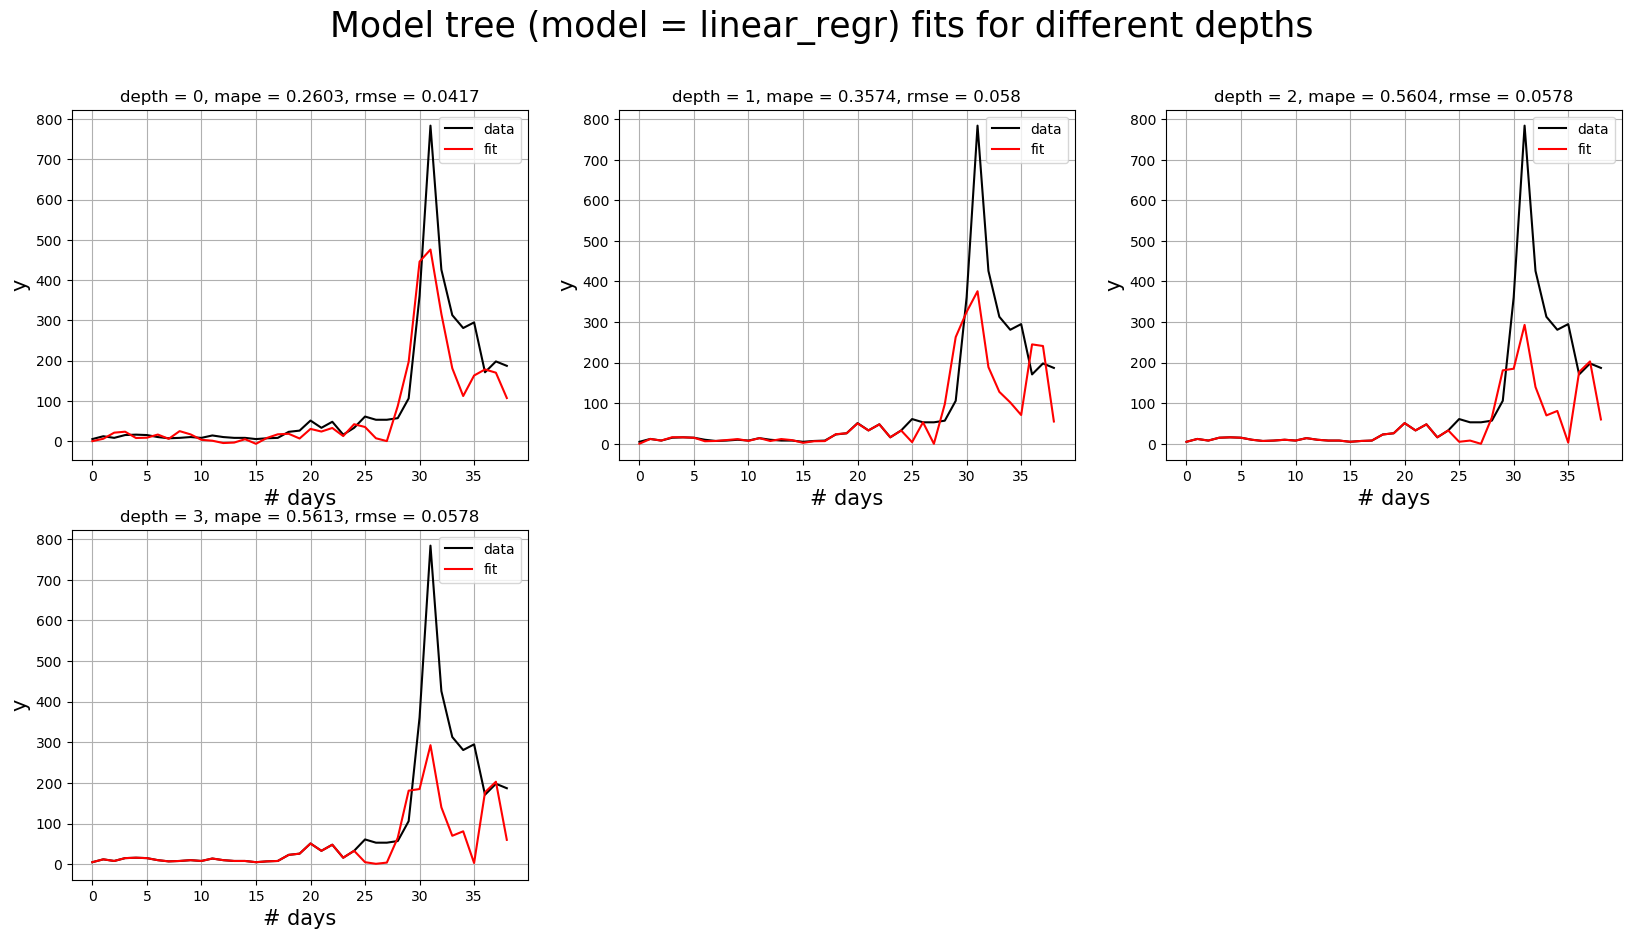 Model tree (model = linear_regr) fits for different depths
depth = 0, mape = 0.2603, rmse = 0.0417
800
700
600
500
400
300
200
100
0
y
data
fit
0 5 10 15 20 25 30 35
# days
depth = 1, mape = 0.3574, rmse = 0.058
800
700
600
500
400
300
200
100
0
y
data
fit
0 5 10 15 20 25 30 35
# days
depth = 2, mape = 0.5604, rmse = 0.0578
800
700
600
500
400
300
200
100
0
y
data
fit
0 5 10 15 20 25 30 35
# days
depth = 3, mape = 0.5613, rmse = 0.0578
800
700
600
500
400
300
200
100
0
y
data
fit
0 5 10 15 20 25 30 35
# days